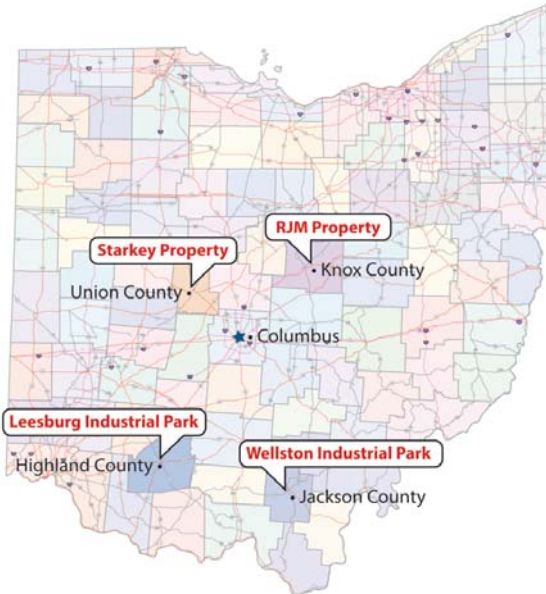 RJM Property
Starkey Property
Knox County
Union County
Columbus
Leesburg Industrial Park
Wellston Industrial Park
Highland County
Jackson County